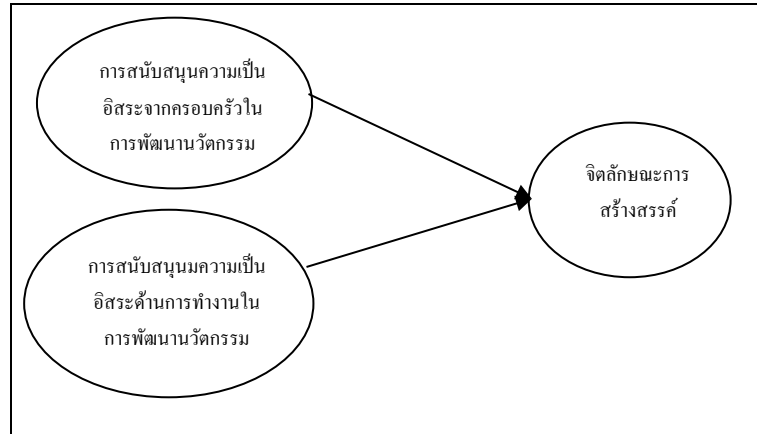 การสนับสนุนความเป็น
อิสระจากครอบครัวใน
การพัฒนานวัตกรรม
จิตลักษณะการ
สร้างสรรค์
การสนับสนุนมความเป็น
อิสระด้านการทำงานใน
การพัฒนานวัตกรรม